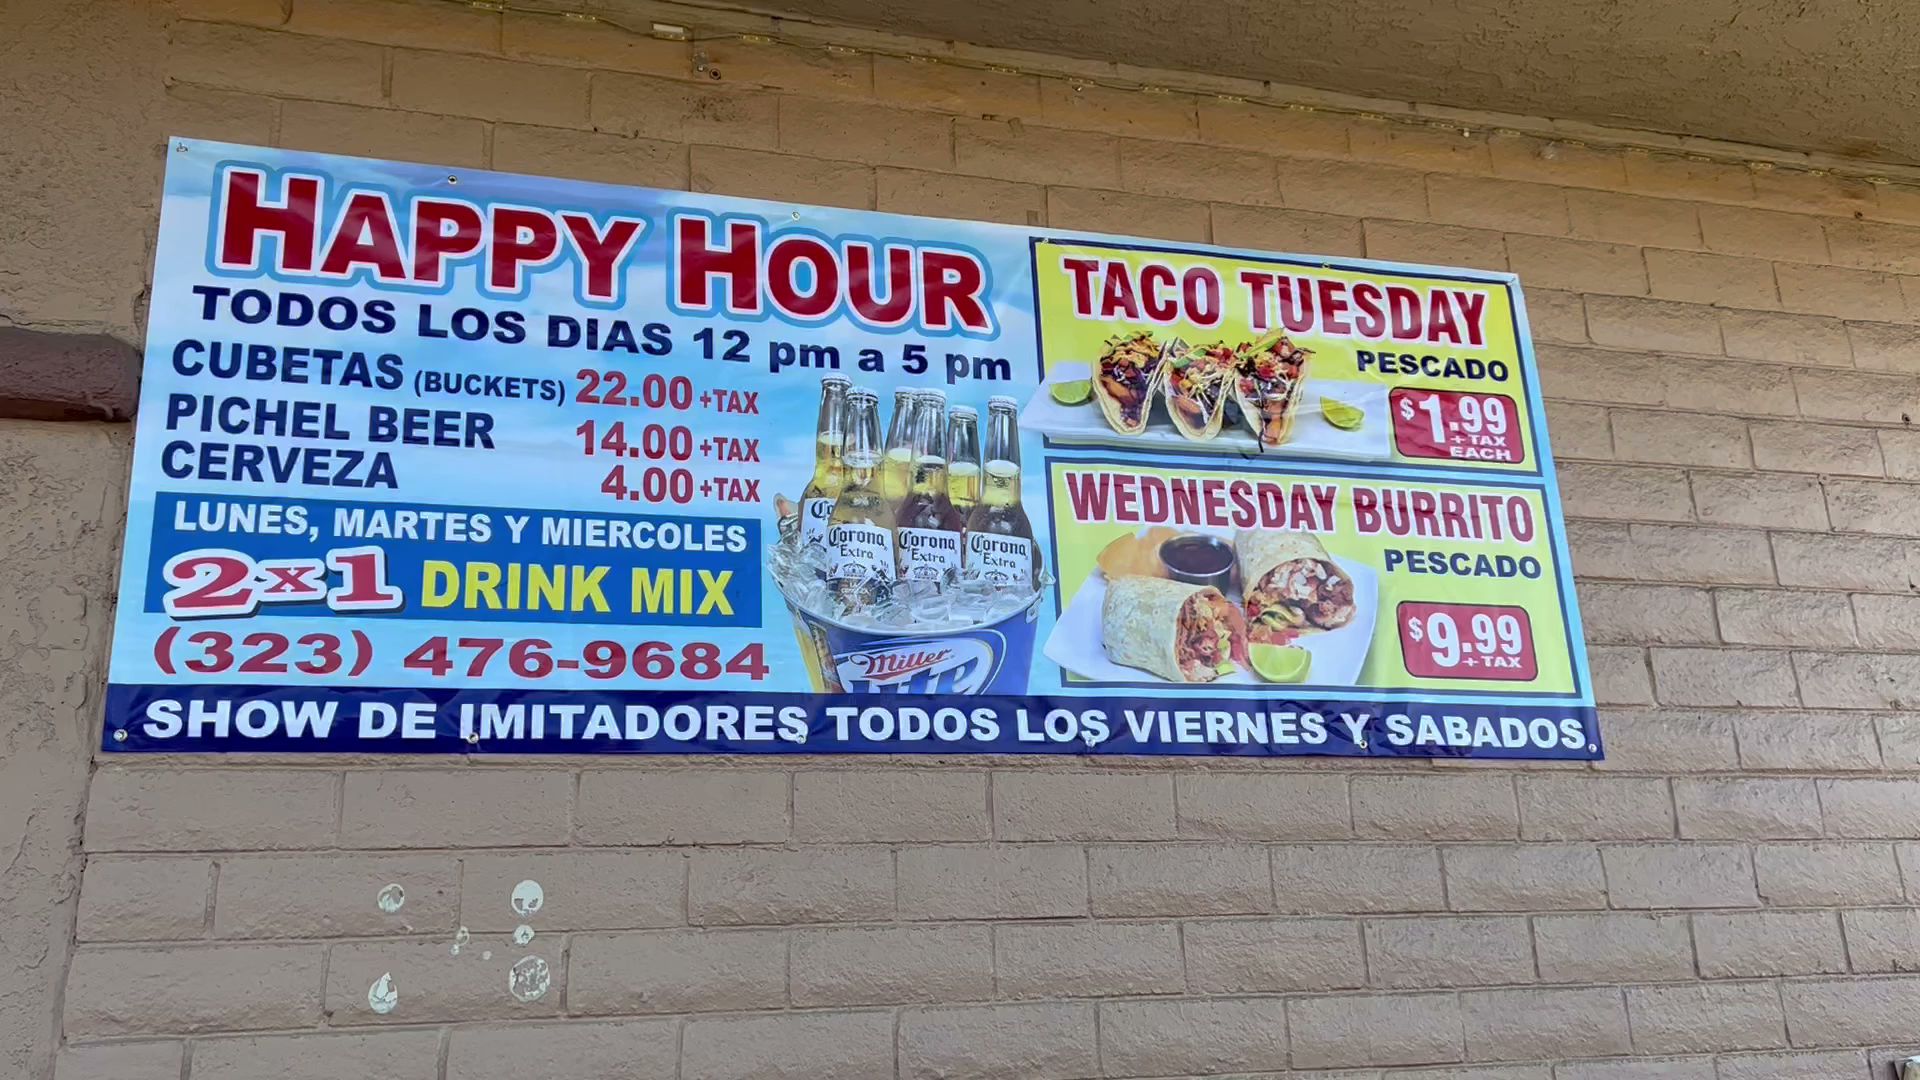 HAPPY HOUR
TODOS LOS DIAS 12 pm a 5 pm
CUBETAS (BUCKETS) 22.00 +TAX
PICHEL BEER 14.00 +TAX
CERVEZA 4.00 +TAX
LUNES, MARTES Y MIERCOLES
2x1 DRINK MIX
(323) 476-9684
Corona Extra
Corona Extra
Corona Extra
Miller
TACO TUESDAY
PESCADO
$1.99
+TAX
EACH
WEDNESDAY BURRITO
PESCADO
$9.99
+TAX
SHOW DE IMITADORES TODOS LOS VIERNES Y SABADOS.